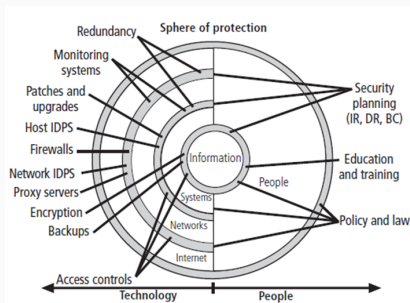 Redundancy
Sphere of protection
Monitoring
systems
Patches and
upgrades
Host IDPS
Firewalls
Network IDPS
Proxy servers
Encryption
Backups
Access controls
Information
Systems
Networks
Internet
People
Security
planning
(IR, DR, BC)
Education
and training
Policy and law
Technology
People